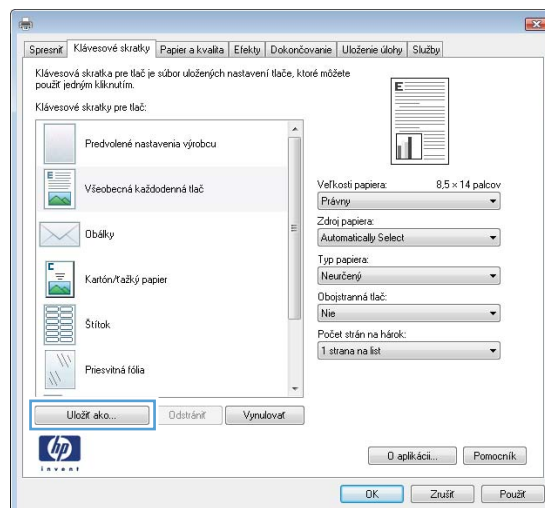 Spresniť Klávesové skratky Papier a kvalita Efekty Dokončovanie Uloženie úlohy Služby
Klávesová skratka pre tlač je súbor uložených nastavení tlače, ktoré môžete
použiť jedným kliknutím.
Klávesové skratky pre tlač:
Predvolené nastavenia výrobcu
Všeobecná každodenná tlač
Obálky
Kartón/ťažký papier
Štítok
Priesvitná fólia
Uložiť ako... Odstrániť Vynulovať
E
Veľkosti papiera: 8,5 × 14 palcov
Právny
Zdroj papiera:
Automatically Select
Typ papiera:
Neurčený
Obojstranná tlač:
Nie
Počet strán na hárok:
1 strana na list
hp
invent
O aplikácii... Pomocník
OK Zrušiť Použiť